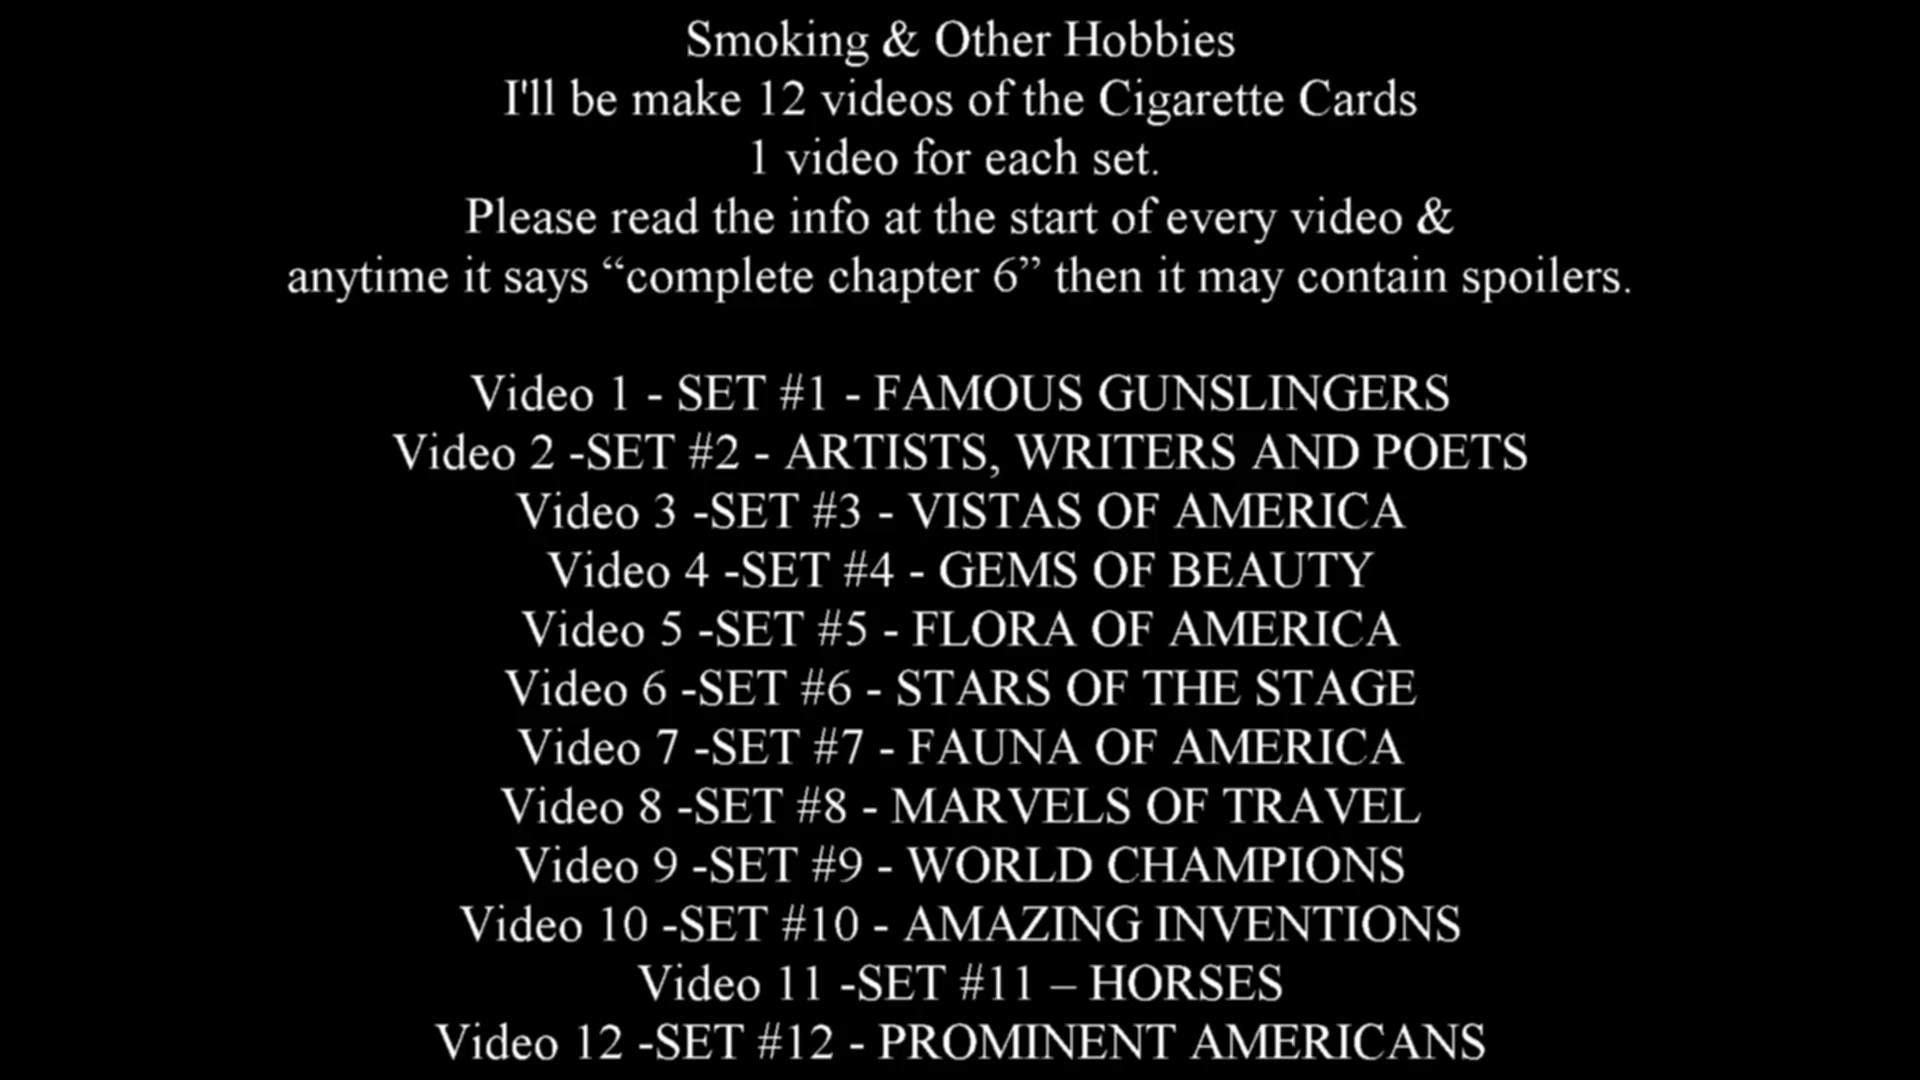 Smoking & Other Hobbies
I'll be make 12 videos of the Cigarette Cards
1 video for each set.
Please read the info at the start of every video &
anytime it says “complete chapter 6” then it may contain spoilers.
Video 1 - SET #1 - FAMOUS GUNSLINGERS
Video 2 -SET #2 - ARTISTS, WRITERS AND POETS
Video 3 -SET #3 - VISTAS OF AMERICA
Video 4 -SET #4 - GEMS OF BEAUTY
Video 5 -SET #5 - FLORA OF AMERICA
Video 6 -SET #6 - STARS OF THE STAGE
Video 7 -SET #7 - FAUNA OF AMERICA
Video 8 -SET #8 - MARVELS OF TRAVEL
Video 9 -SET #9 - WORLD CHAMPIONS
Video 10 -SET #10 - AMAZING INVENTIONS
Video 11 -SET #11 – HORSES
Video 12 -SET #12 - PROMINENT AMERICANS